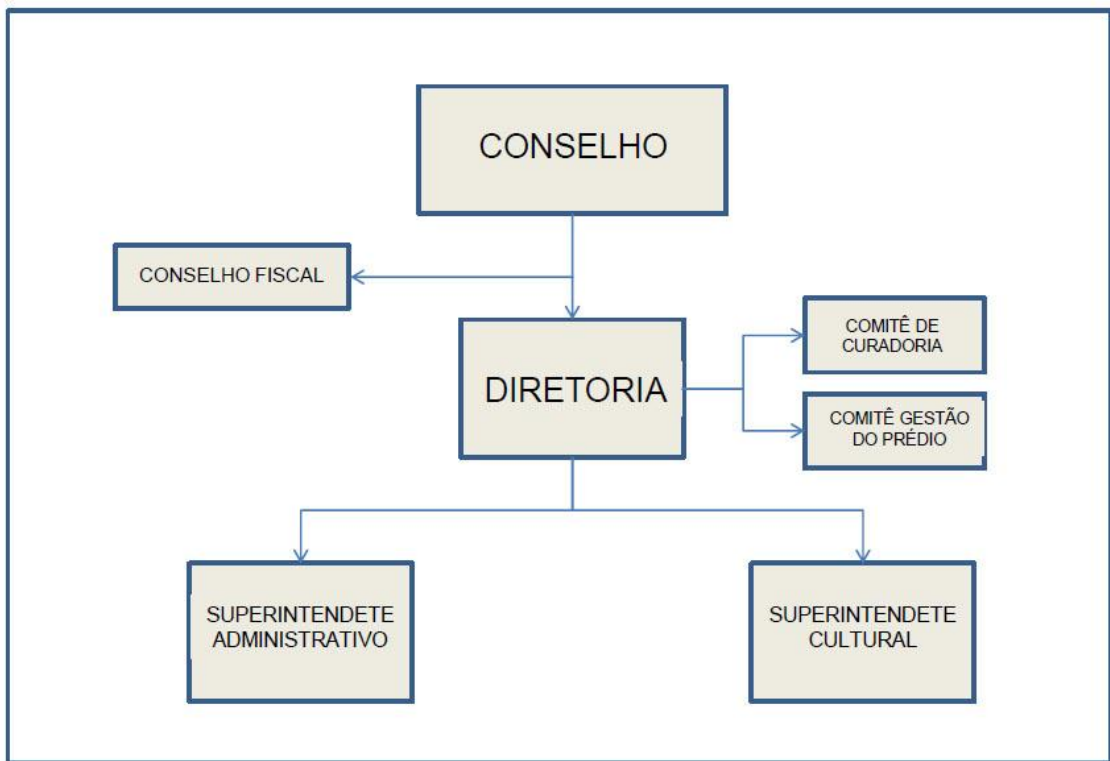 CONSELHO
CONSELHO FISCAL
DIRETORIA
COMITÊ DE
CURADORIA
COMITÊ GESTÃO
DO PRÉDIO
SUPERINTENDETE
ADMINISTRATIVO
SUPERINTENDETE
CULTURAL